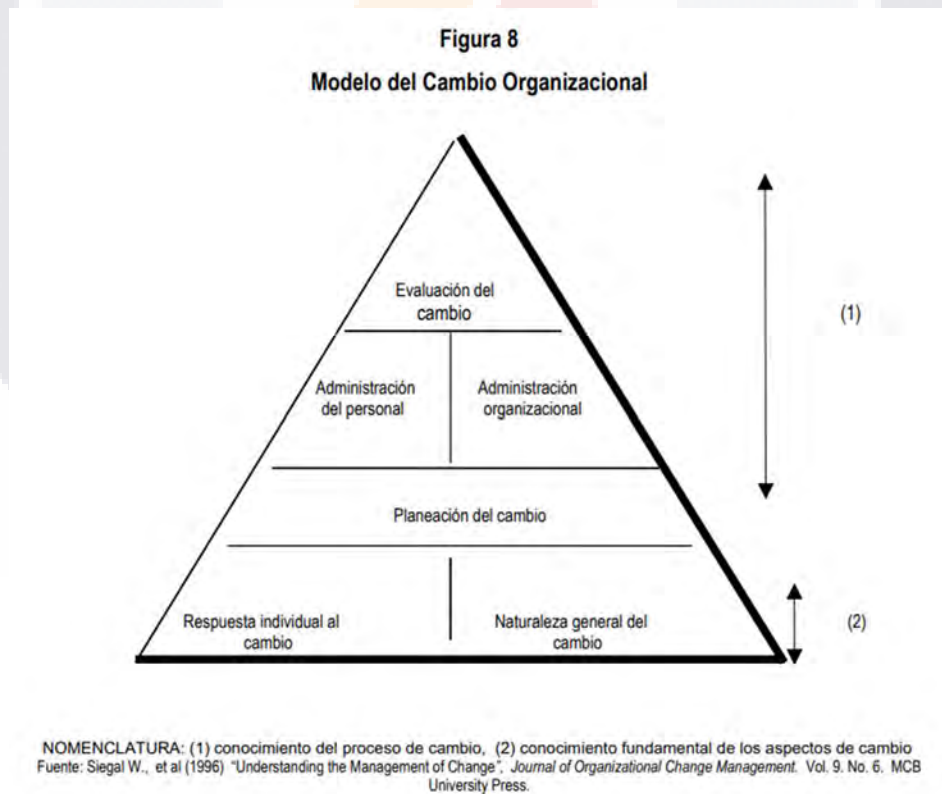 Figura 8
Modelo del Cambio Organizacional
Evaluación del
cambio
(1)
Administración
del personal
Administración
organizacional
Planeación del cambio
Respuesta individual al
cambio
Naturaleza general del
cambio
(2)
NOMENCLATURA: (1) conocimiento del proceso de cambio, (2) conocimiento fundamental de los aspectos de cambio
Fuente: Siegal W., et al (1996) "Understanding the Management of Change", Journal of Organizational Change Management. Vol. 9. No. 6. MCB
University Press.